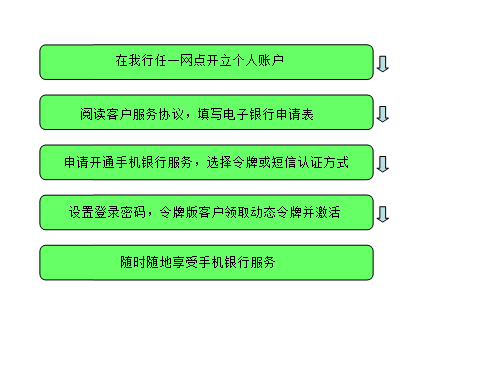 在我行任一网点开立个人账户
阅读客户服务协议，填写电子银行申请表
申请开通手机银行服务，选择令牌或短信认证方式
设置登录密码，令牌版客户领取动态令牌并激活
随时随地享受手机银行服务